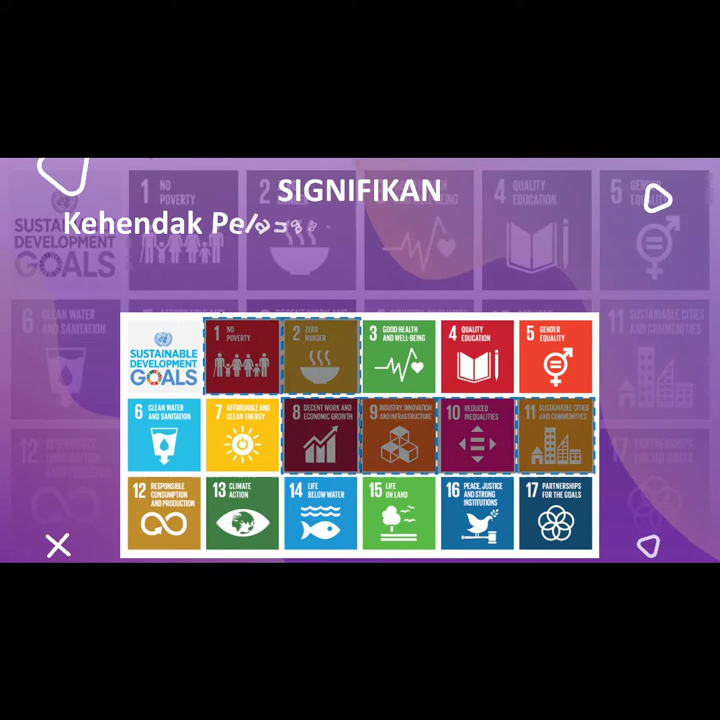 SIGNIFIKAN
Kehendak
SUSTAINABLE
DEVELOPMENT
GOALS
1 NO
POVERTY
2 ZERO
HUNGER
3 GOOD HEALTH
AND WELL-BEING
4 QUALITY
EDUCATION
5 GENDER
EQUALITY
6 CLEAN WATER
AND SANITATION
7 AFFORDABLE AND
CLEAN ENERGY
8 DECENT WORK AND
ECONOMIC GROWTH
9 INDUSTRY, INNOVATION
AND INFRASTRUCTURE
10 REDUCED
INEQUALITIES
11 SUSTAINABLE CITIES
AND COMMUNITIES
12 RESPONSIBLE
CONSUMPTION
AND PRODUCTION
13 CLIMATE
ACTION
14 LIFE
BELOW WATER
15 LIFE
ON LAND
16 PEACE, JUSTICE
AND STRONG
INSTITUTIONS
17 PARTNERSHIPS
FOR THE GOALS